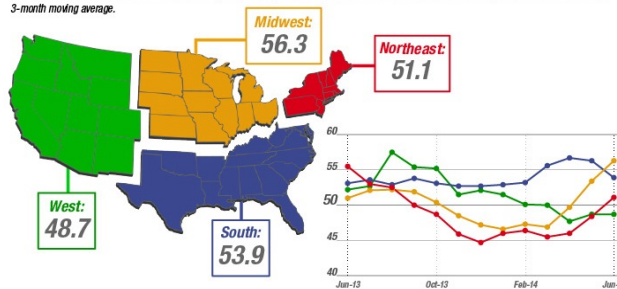 3-month moving average.
Midwest:
56.3
Northeast:
51.1
West:
48.7
South:
53.9
60
55
50
45
40
Jun-13
Oct-13
Feb-14